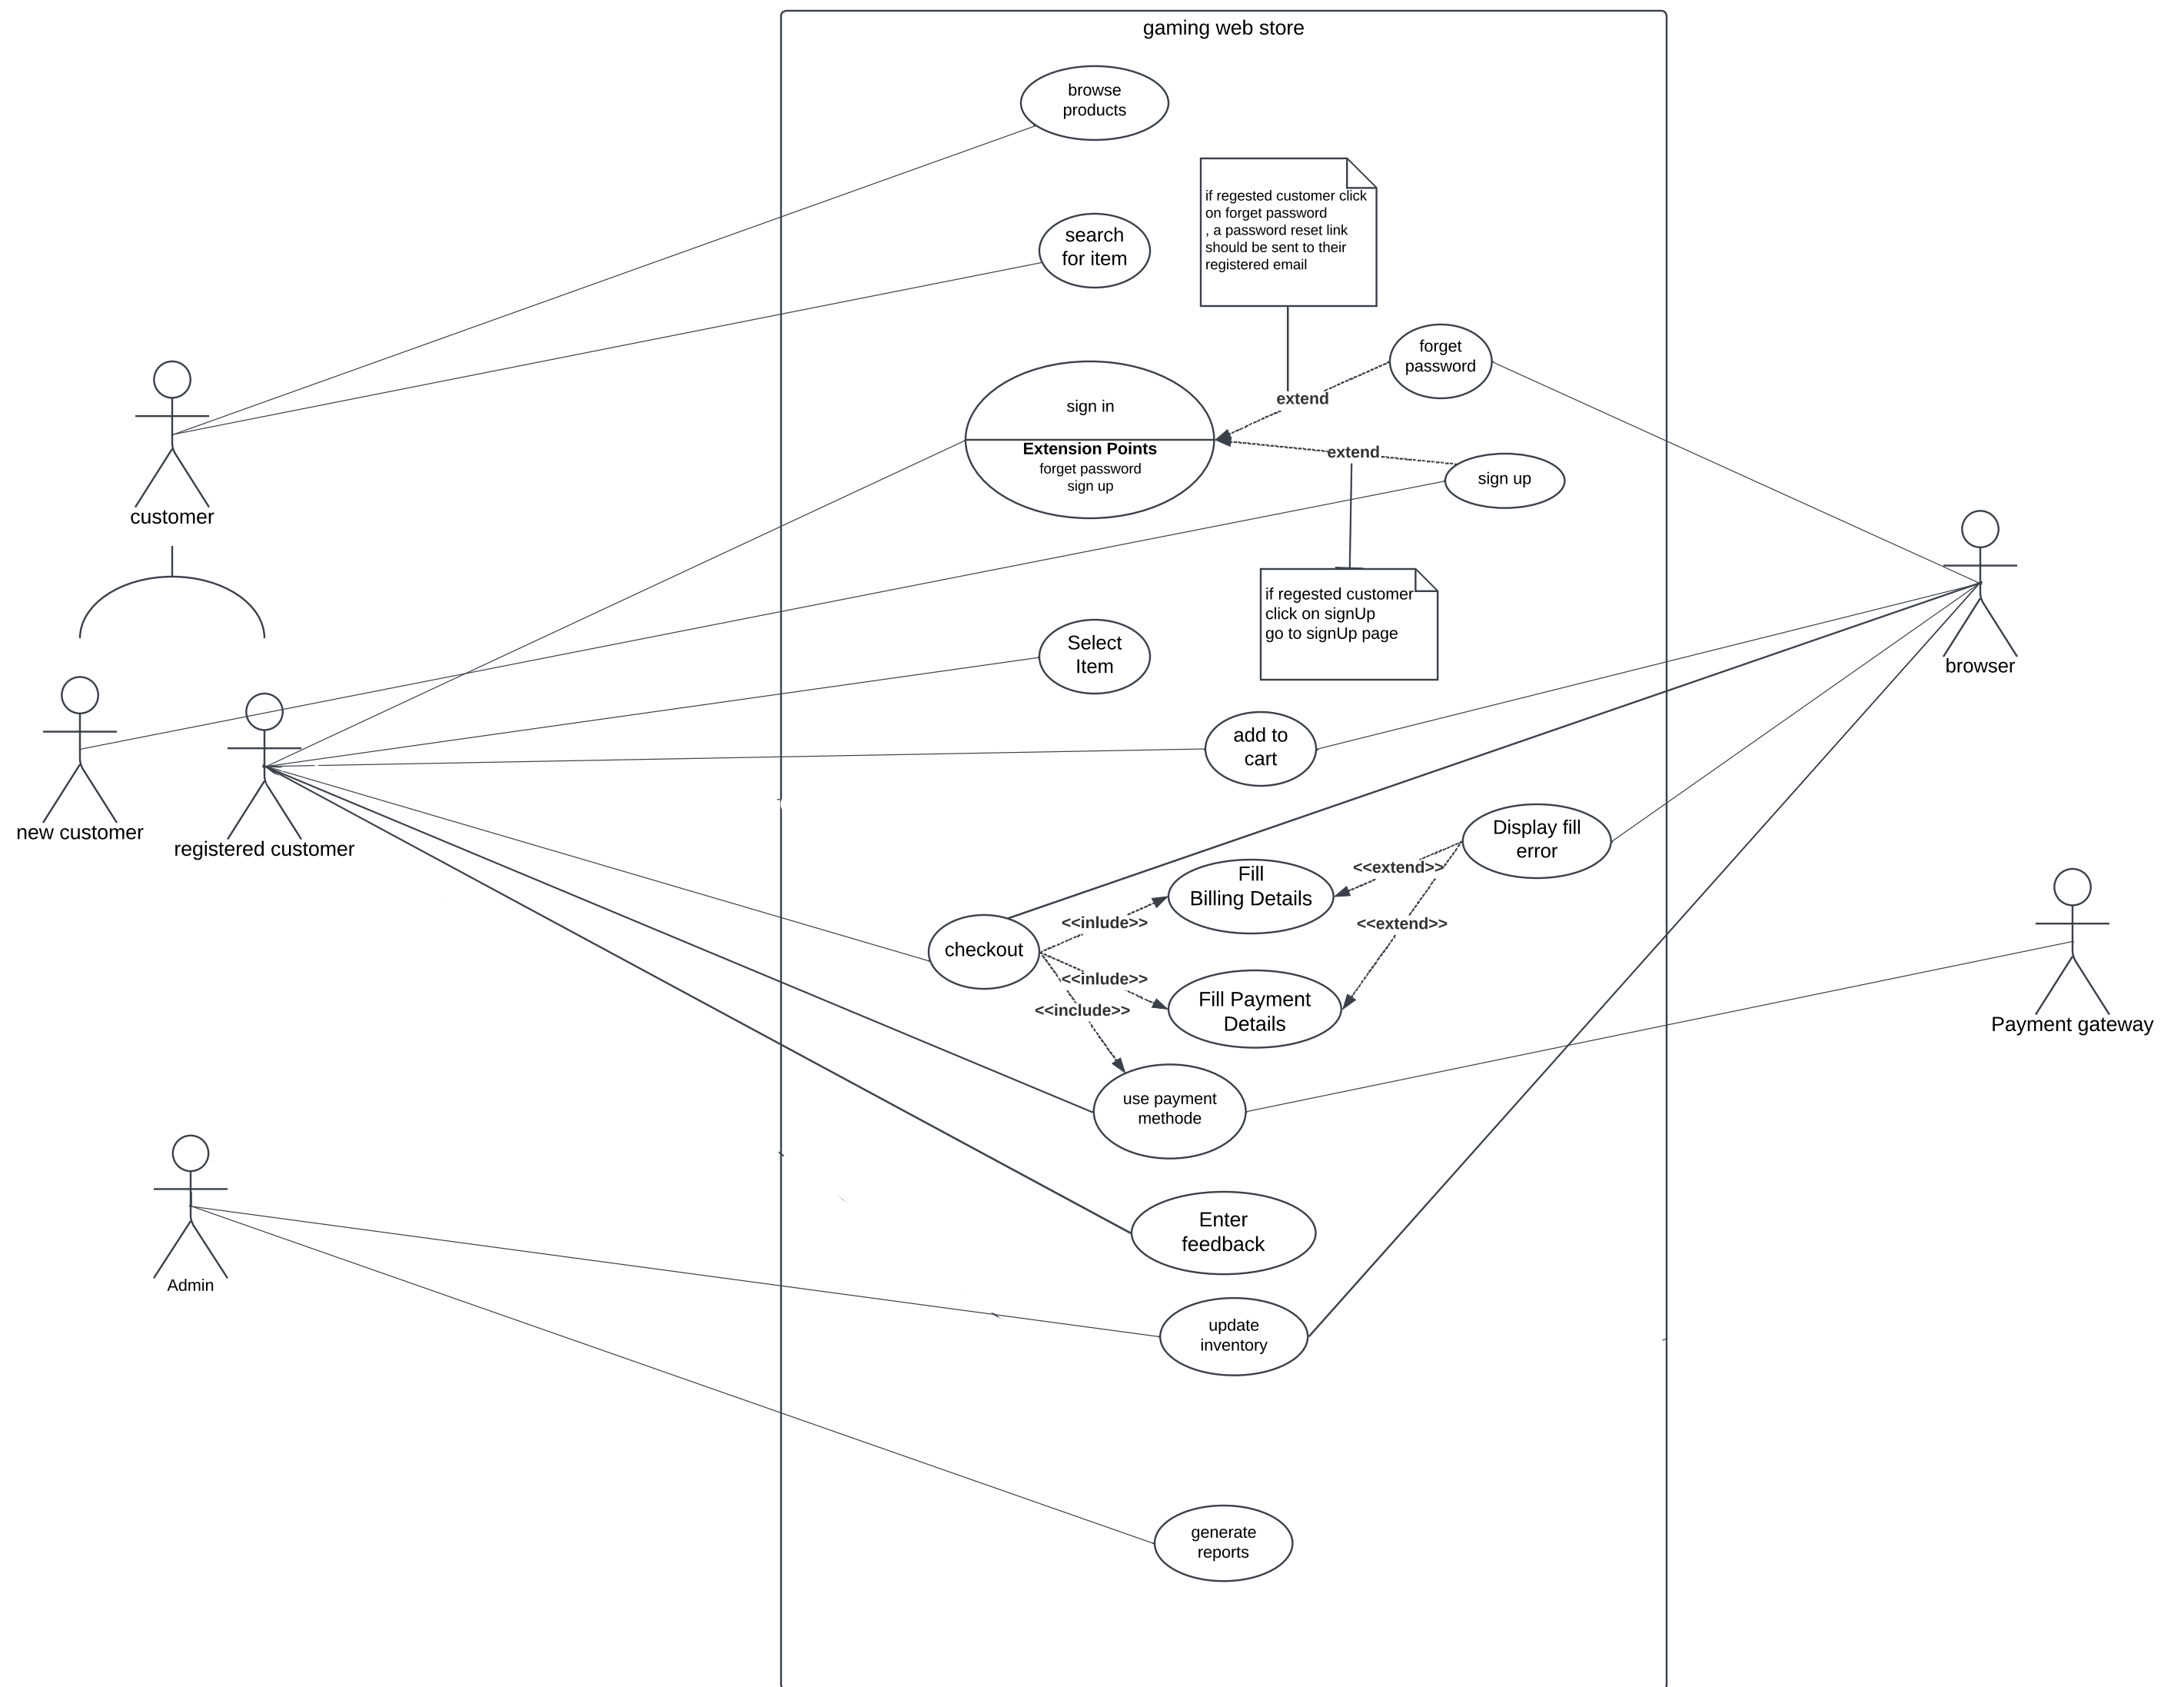 gaming web store
browse
products
if regested customer click
on forget password
, a password reset link
should be sent to their
registered email
search
for item
forget
password
extend
sign in
Extension Points
forget password
sign up
extend
sign up
customer
if regested customer
click on signUp
go to signUp page
Select
Item
browser
add to
cart
new customer
registered customer
Display fill
error
<<extend>>
Fill
Billing Details
<<inlude>>
<<extend>>
checkout
<<inlude>>
Fill Payment
Details
<<include>>
Payment gateway
use payment
methode
Enter
feedback
Admin
update
inventory
generate
reports